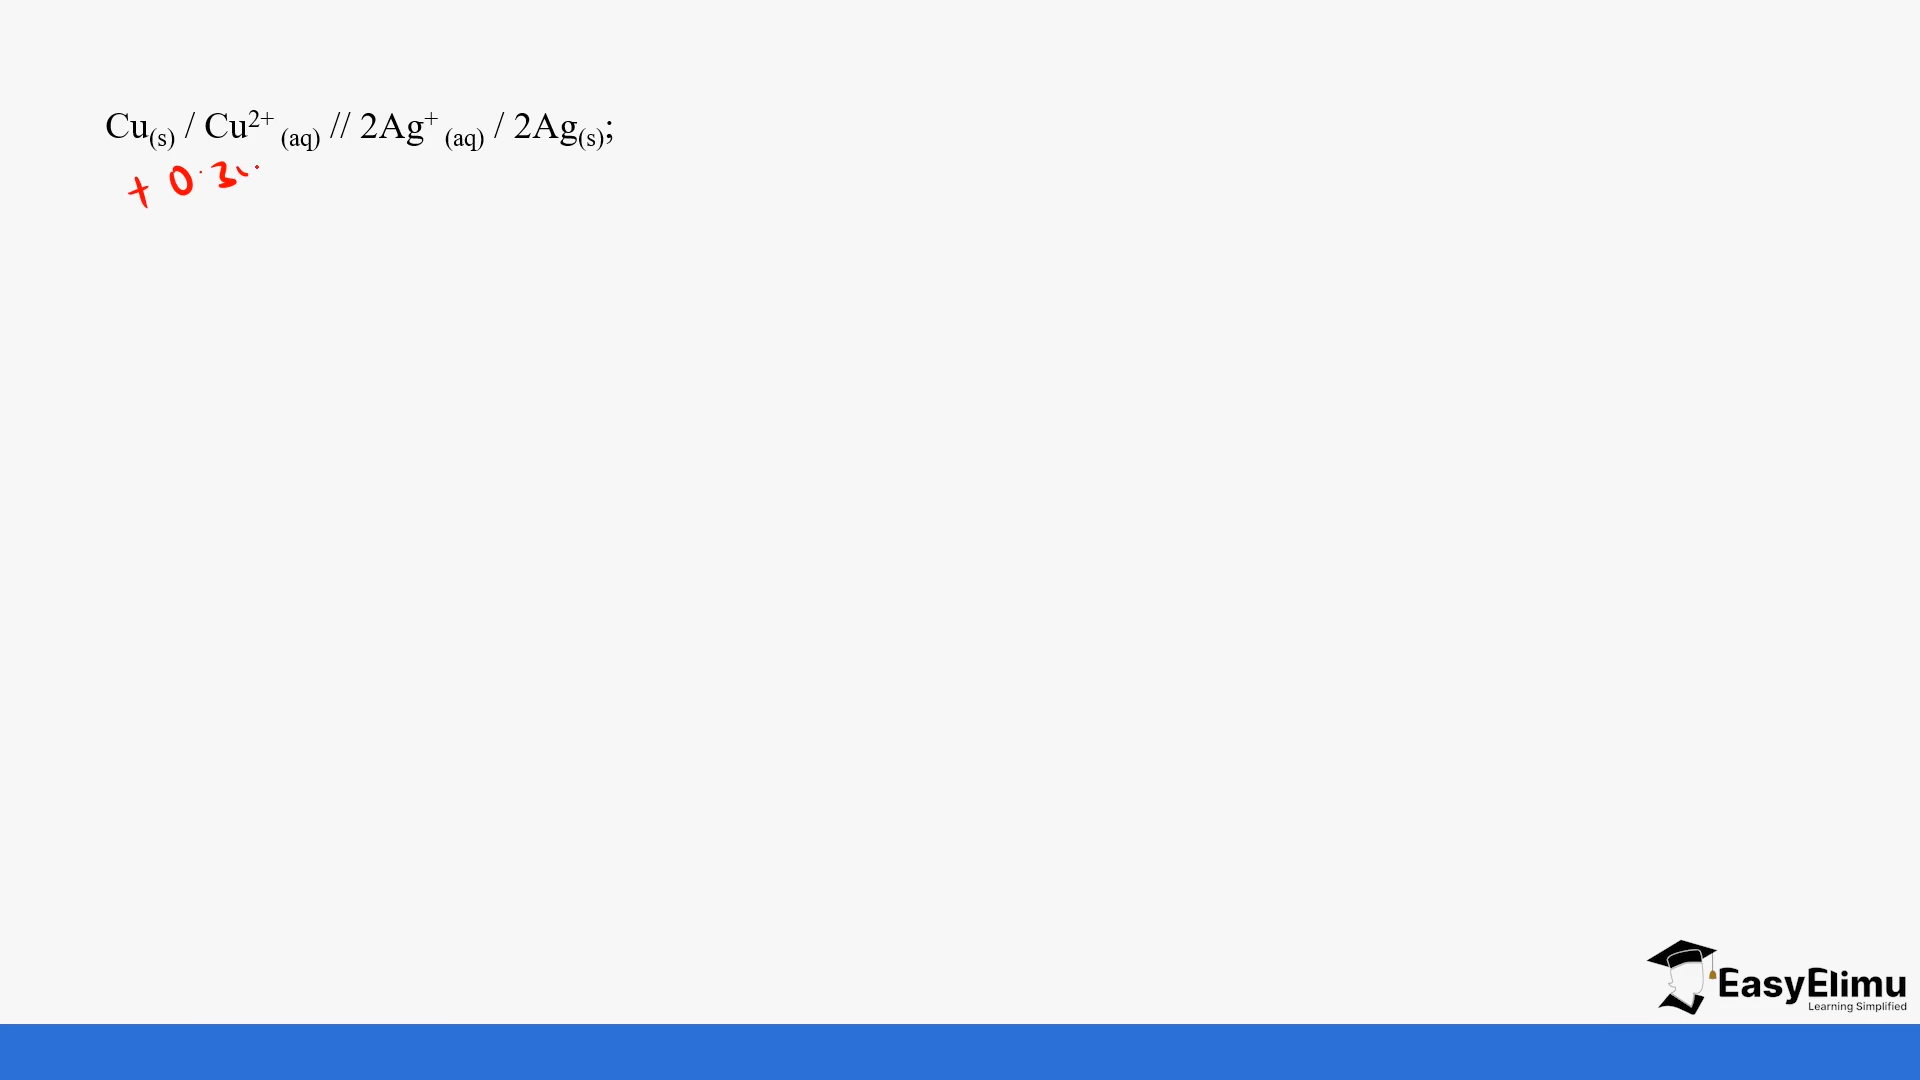 Cu(s) / Cu²⁺ (aq) // 2Ag⁺ (aq) / 2Ag(s);
+ 0.3
EasyElimu
Learning Simplified